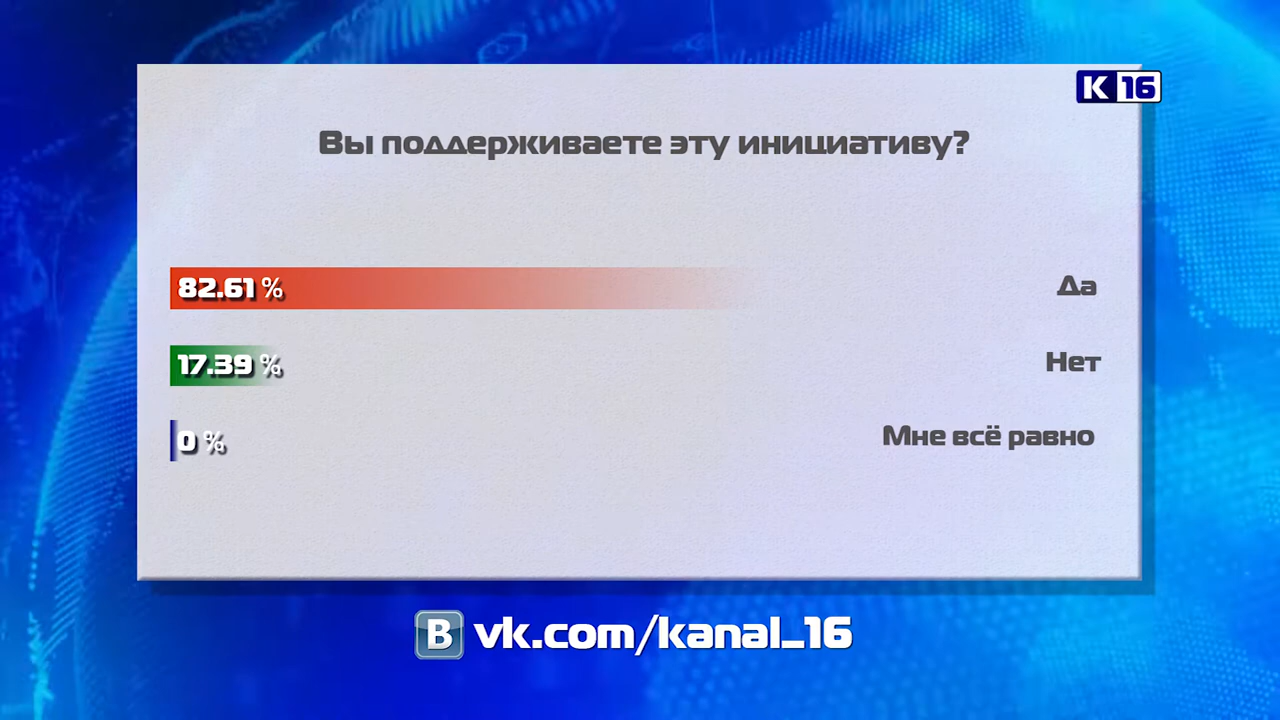 К 16
Вы поддерживаете эту инициативу?
82.61 % Да
17.39 % Нет
0 % Мне всё равно
В vk.com/kanal_16